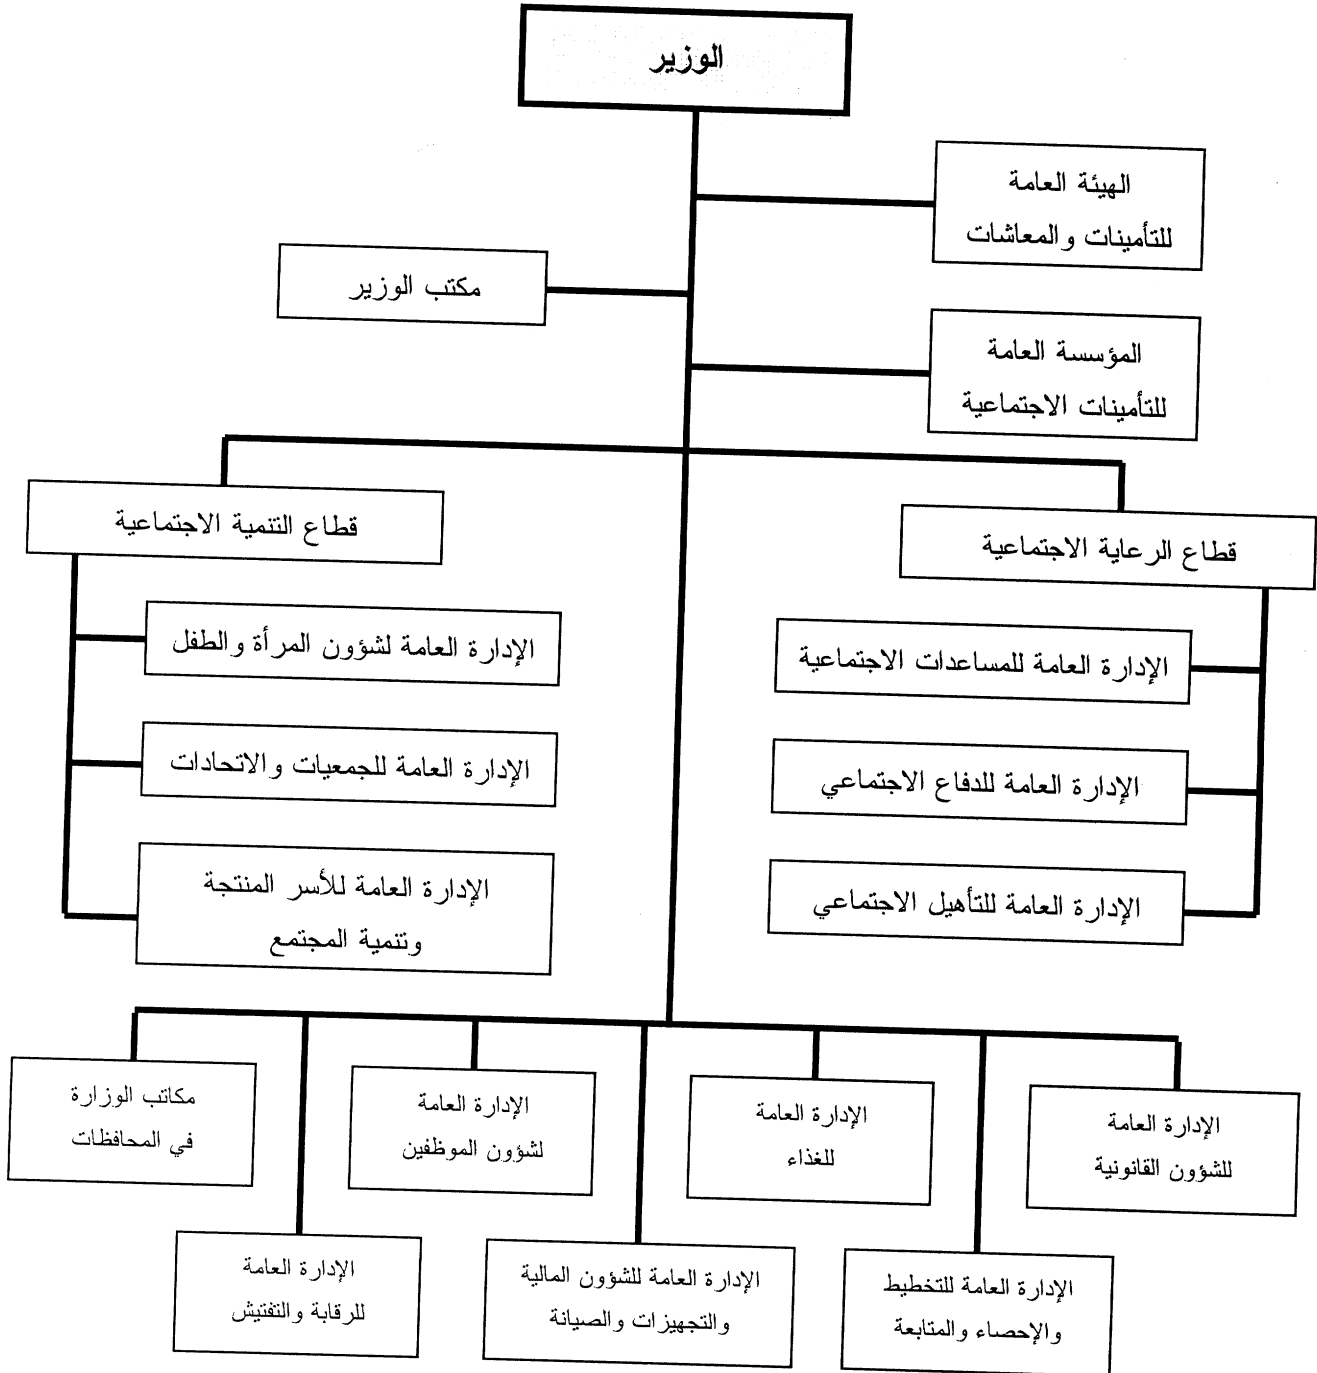 الوزير
الهيئة العامة
للتأمينات والمعاشات
مكتب الوزير
المؤسسة العامة
للتأمينات الاجتماعية
قطاع الرعاية الاجتماعية
الإدارة العامة للمساعدات الاجتماعية
الإدارة العامة للدفاع الاجتماعي
الإدارة العامة للتأهيل الاجتماعي
قطاع التنمية الاجتماعية
الإدارة العامة لشؤون المرأة والطفل
الإدارة العامة للجمعيات والاتحادات
الإدارة العامة للأسر المنتجة
وتنمية المجتمع
الإدارة العامة
للشؤون القانونية
الإدارة العامة للتخطيط
والإحصاء والمتابعة
الإدارة العامة
للغذاء
الإدارة العامة للشؤون المالية
والتجهيزات والصيانة
الإدارة العامة
لشؤون الموظفين
الإدارة العامة
للرقابة والتفتيش
مكاتب الوزارة
في المحافظات